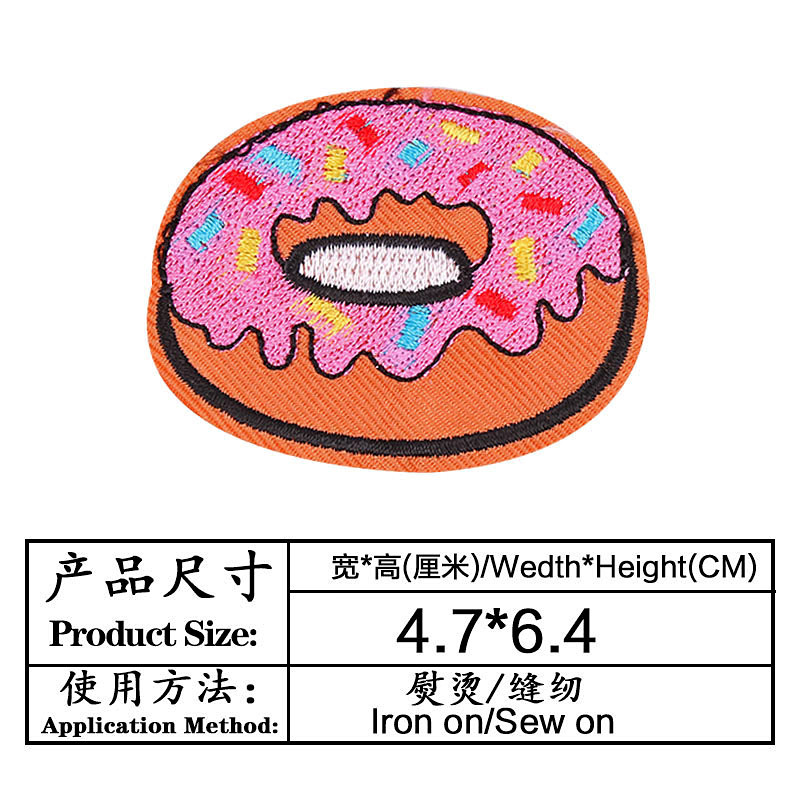 产品尺寸
Product Size:
宽*高(厘米)/Wedth*Height(CM)
4.7*6.4
使用方法：
Application Method:
熨烫/缝纫
Iron on/Sew on